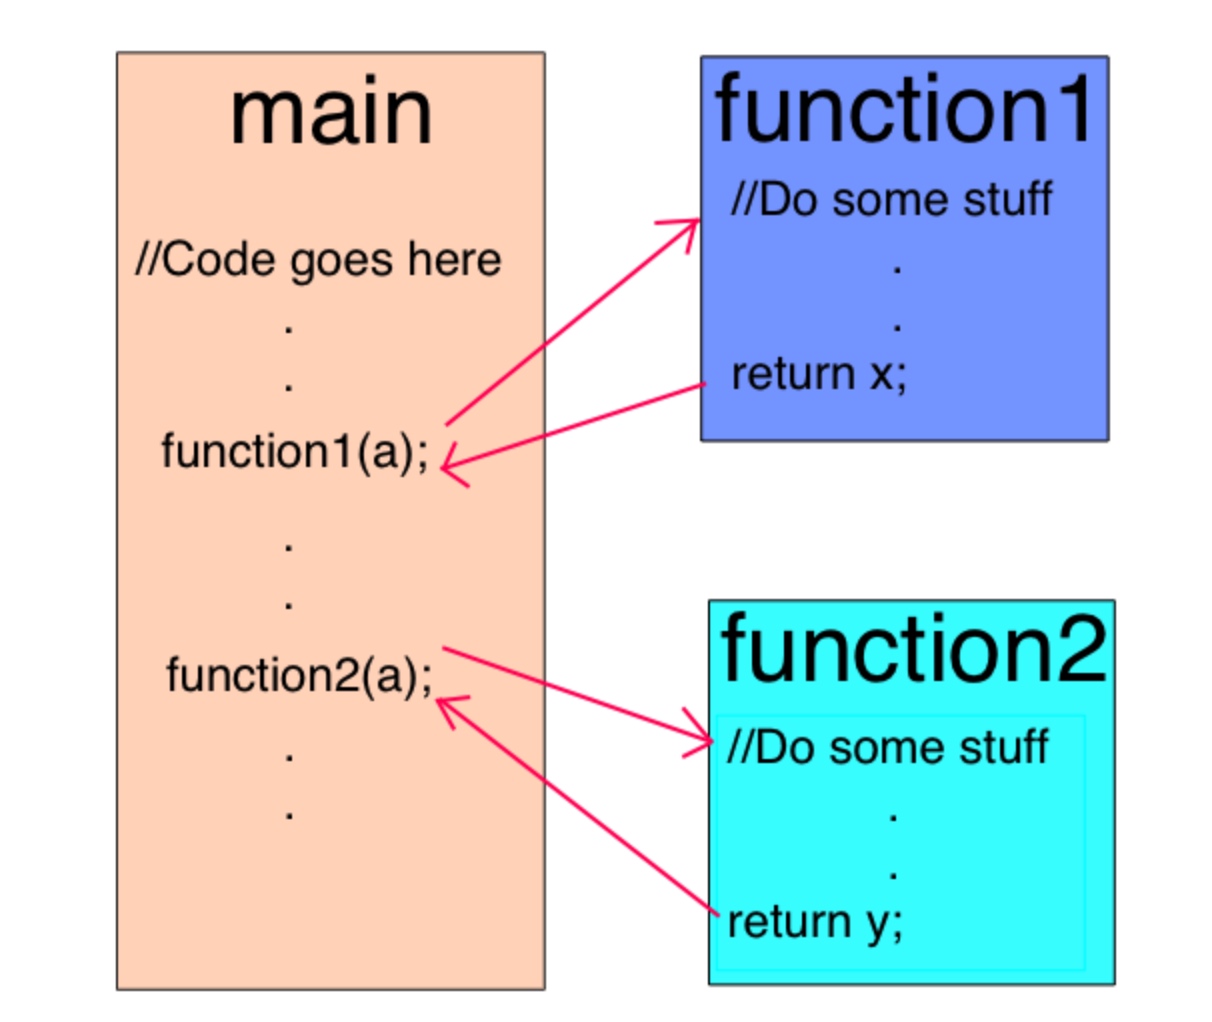 main
//Code goes here
.
.
function1(a);
.
.
function2(a);
.
.
function1
//Do some stuff
.
.
return x;
function2
//Do some stuff
.
.
return y;